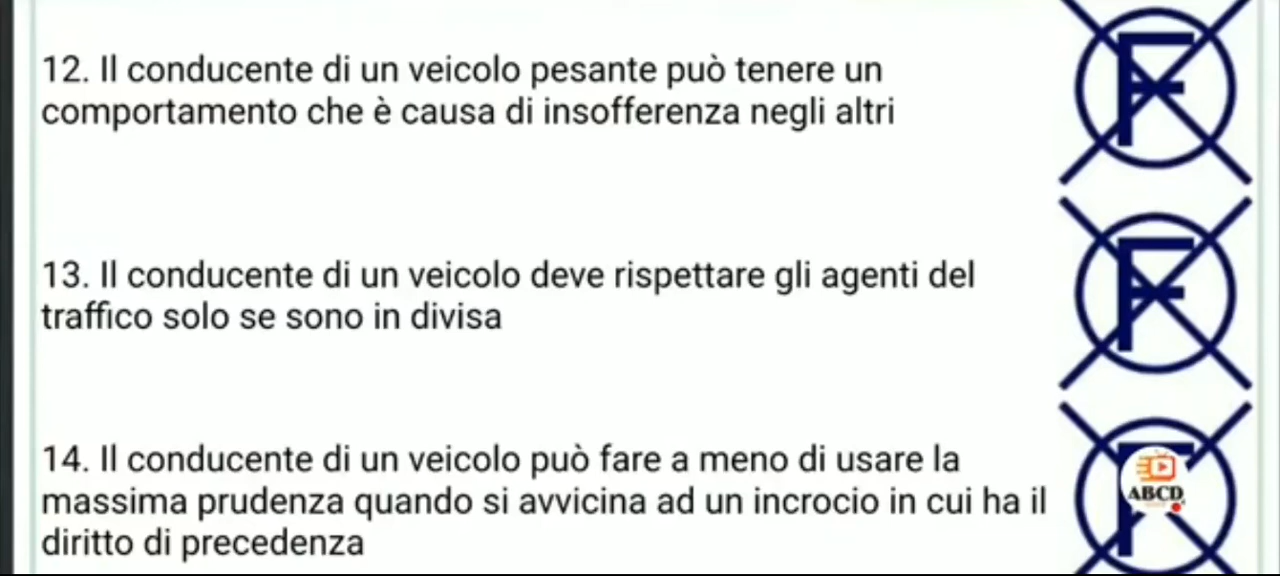 12. Il conducente di un veicolo pesante può tenere un
comportamento che è causa di insofferenza negli altri
F
13. Il conducente di un veicolo deve rispettare gli agenti del
traffico solo se sono in divisa
F
14. Il conducente di un veicolo può fare a meno di usare la
massima prudenza quando si avvicina ad un incrocio in cui ha il
diritto di precedenza
F
ABCD